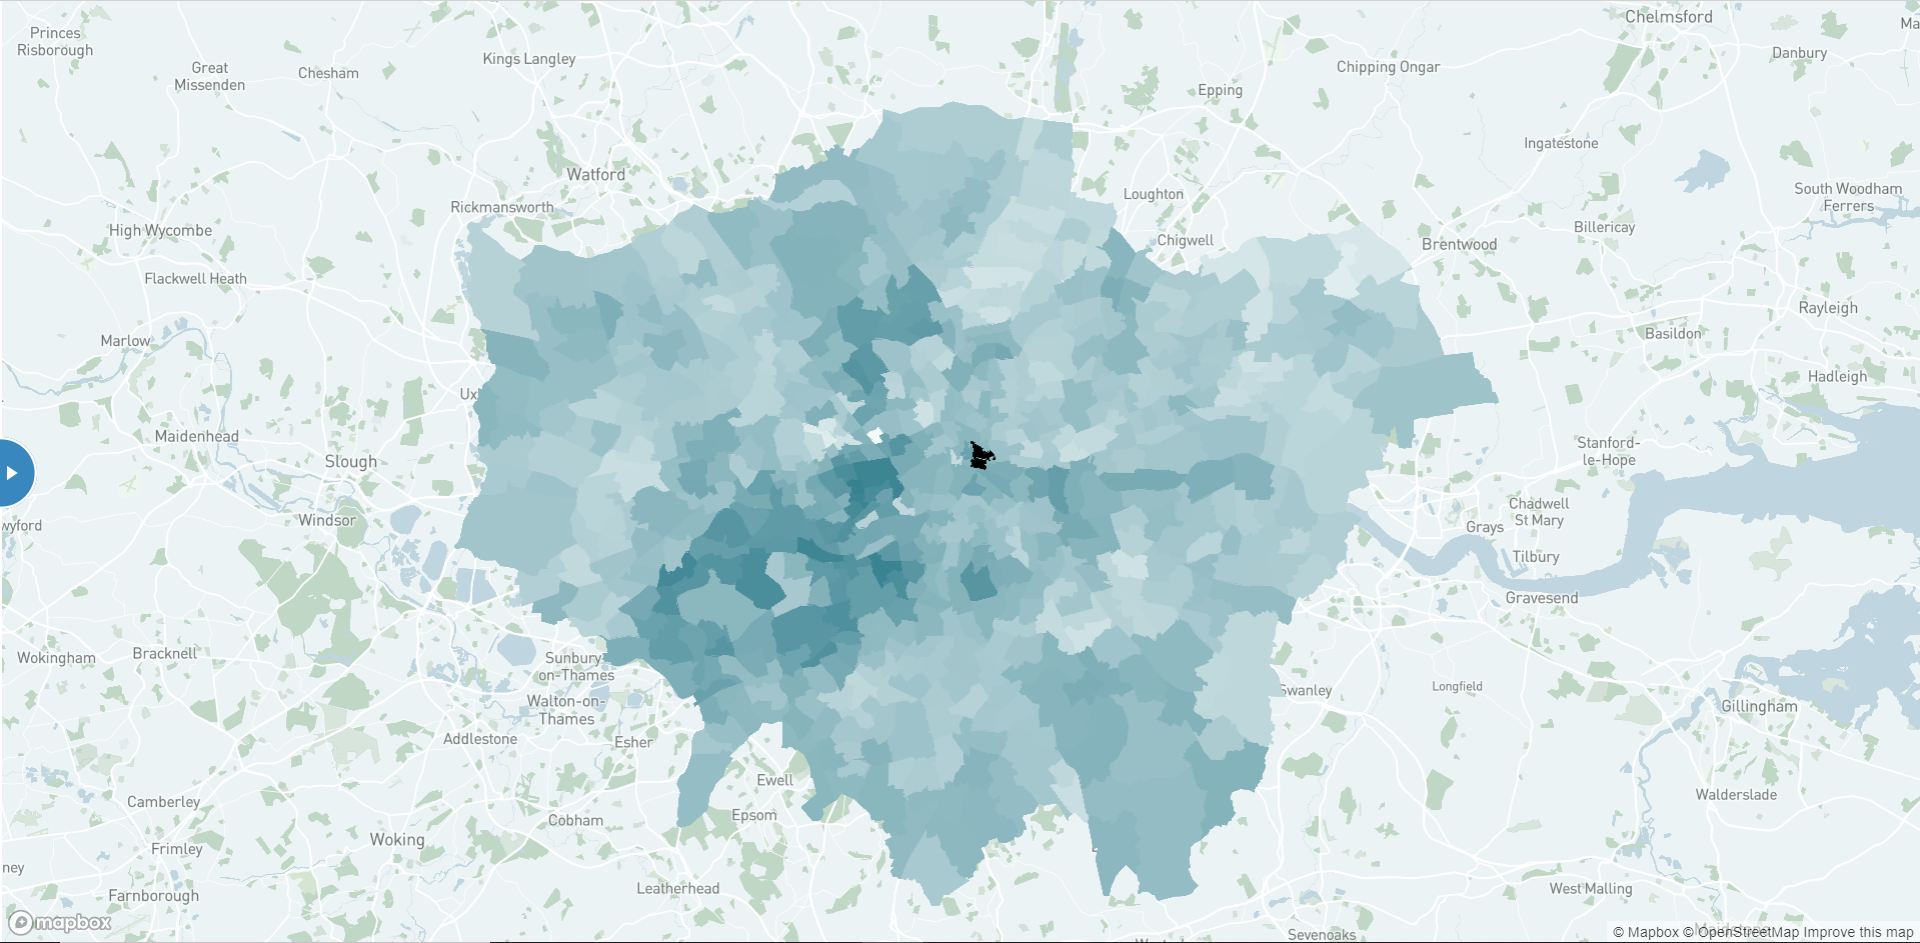 Princes
Risborough
Great
Missenden
Chesham
Kings Langley
Epping
Chipping Ongar
Chelmsford
Danbury
Ingatestone
Watford
Loughton
South Woodham
Ferrers
Rickmansworth
High Wycombe
Chigwell
Brentwood
Billericay
Flackwell Heath
Rayleigh
Marlow
Basildon
Hadleigh
Ux
Maidenhead
Slough
Stanford-
le-Hope
Windsor
Chadwell
St Mary
wyford
Grays
Tilbury
Gravesend
Wokingham
Bracknell
Sunbury-
on-Thames
Swanley
Longfield
Walton-on-
Thames
Gillingham
Addlestone
Esher
Ewell
Camberley
Cobham
Epsom
Walderslade
Woking
Frimley
ney
Farnborough
Leatherhead
West Malling
Sevenoaks
mapbox
© Mapbox © OpenStreetMap Improve this map